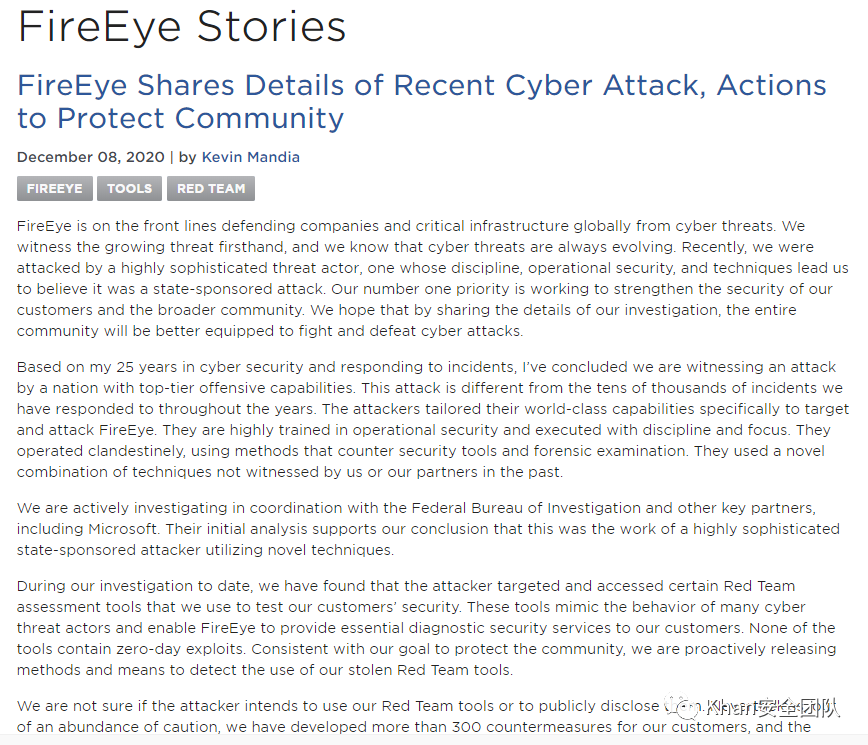 FireEye Stories
FireEye Shares Details of Recent Cyber Attack, Actions
to Protect Community
December 08, 2020 | by Kevin Mandia
FIREEYE TOOLS RED TEAM
FireEye is on the front lines defending companies and critical infrastructure globally from cyber threats. We
witness the growing threat firsthand, and we know that cyber threats are always evolving. Recently, we were
attacked by a highly sophisticated threat actor, one whose discipline, operational security, and techniques lead us
to believe it was a state-sponsored attack. Our number one priority is working to strengthen the security of our
customers and the broader community. We hope that by sharing the details of our investigation, the entire
community will be better equipped to fight and defeat cyber attacks.
Based on my 25 years in cyber security and responding to incidents, I've concluded we are witnessing an attack
by a nation with top-tier offensive capabilities. This attack is different from the tens of thousands of incidents we
have responded to throughout the years. The attackers tailored their world-class capabilities specifically to target
and attack FireEye. They are highly trained in operational security and executed with discipline and focus. They
operated clandestinely, using methods that counter security tools and forensic examination. They used a novel
combination of techniques not witnessed by us or our partners in the past.
We are actively investigating in coordination with the Federal Bureau of Investigation and other key partners,
including Microsoft. Their initial analysis supports our conclusion that this was the work of a highly sophisticated
state-sponsored attacker utilizing novel techniques.
During our investigation to date, we have found that the attacker targeted and accessed certain Red Team
assessment tools that we use to test our customers' security. These tools mimic the behavior of many cyber
threat actors and enable FireEye to provide essential diagnostic security services to our customers. None of the
tools contain zero-day exploits. Consistent with our goal to protect the community, we are proactively releasing
methods and means to detect the use of our stolen Red Team tools.
We are not sure if the attacker intends to use our Red Team tools or to publicly disclose
Khan安全团队
of an abundance of caution, we have developed more than 300 countermeasures for our customers, and the